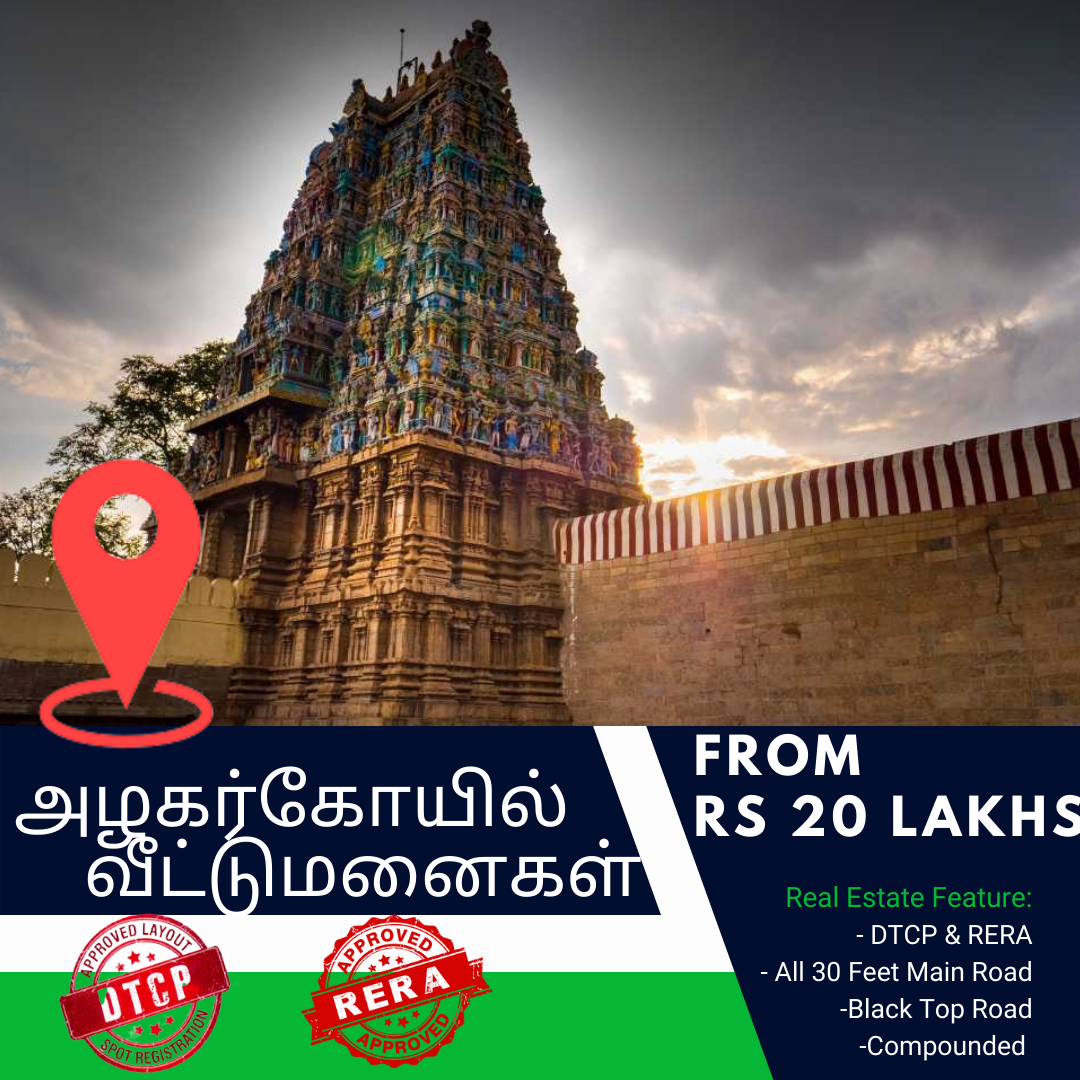 அழகர்கோயில்
வீட்டுமனைகள்
FROM
RS 20 LAKHS
Real Estate Feature:
- DTCP & RERA
- All 30 Feet Main Road
-Black Top Road
-Compounded
APPROVED LAYOUT
DTCP
SPOT REGISTRATION
APPROVED
RERA
APPROVED